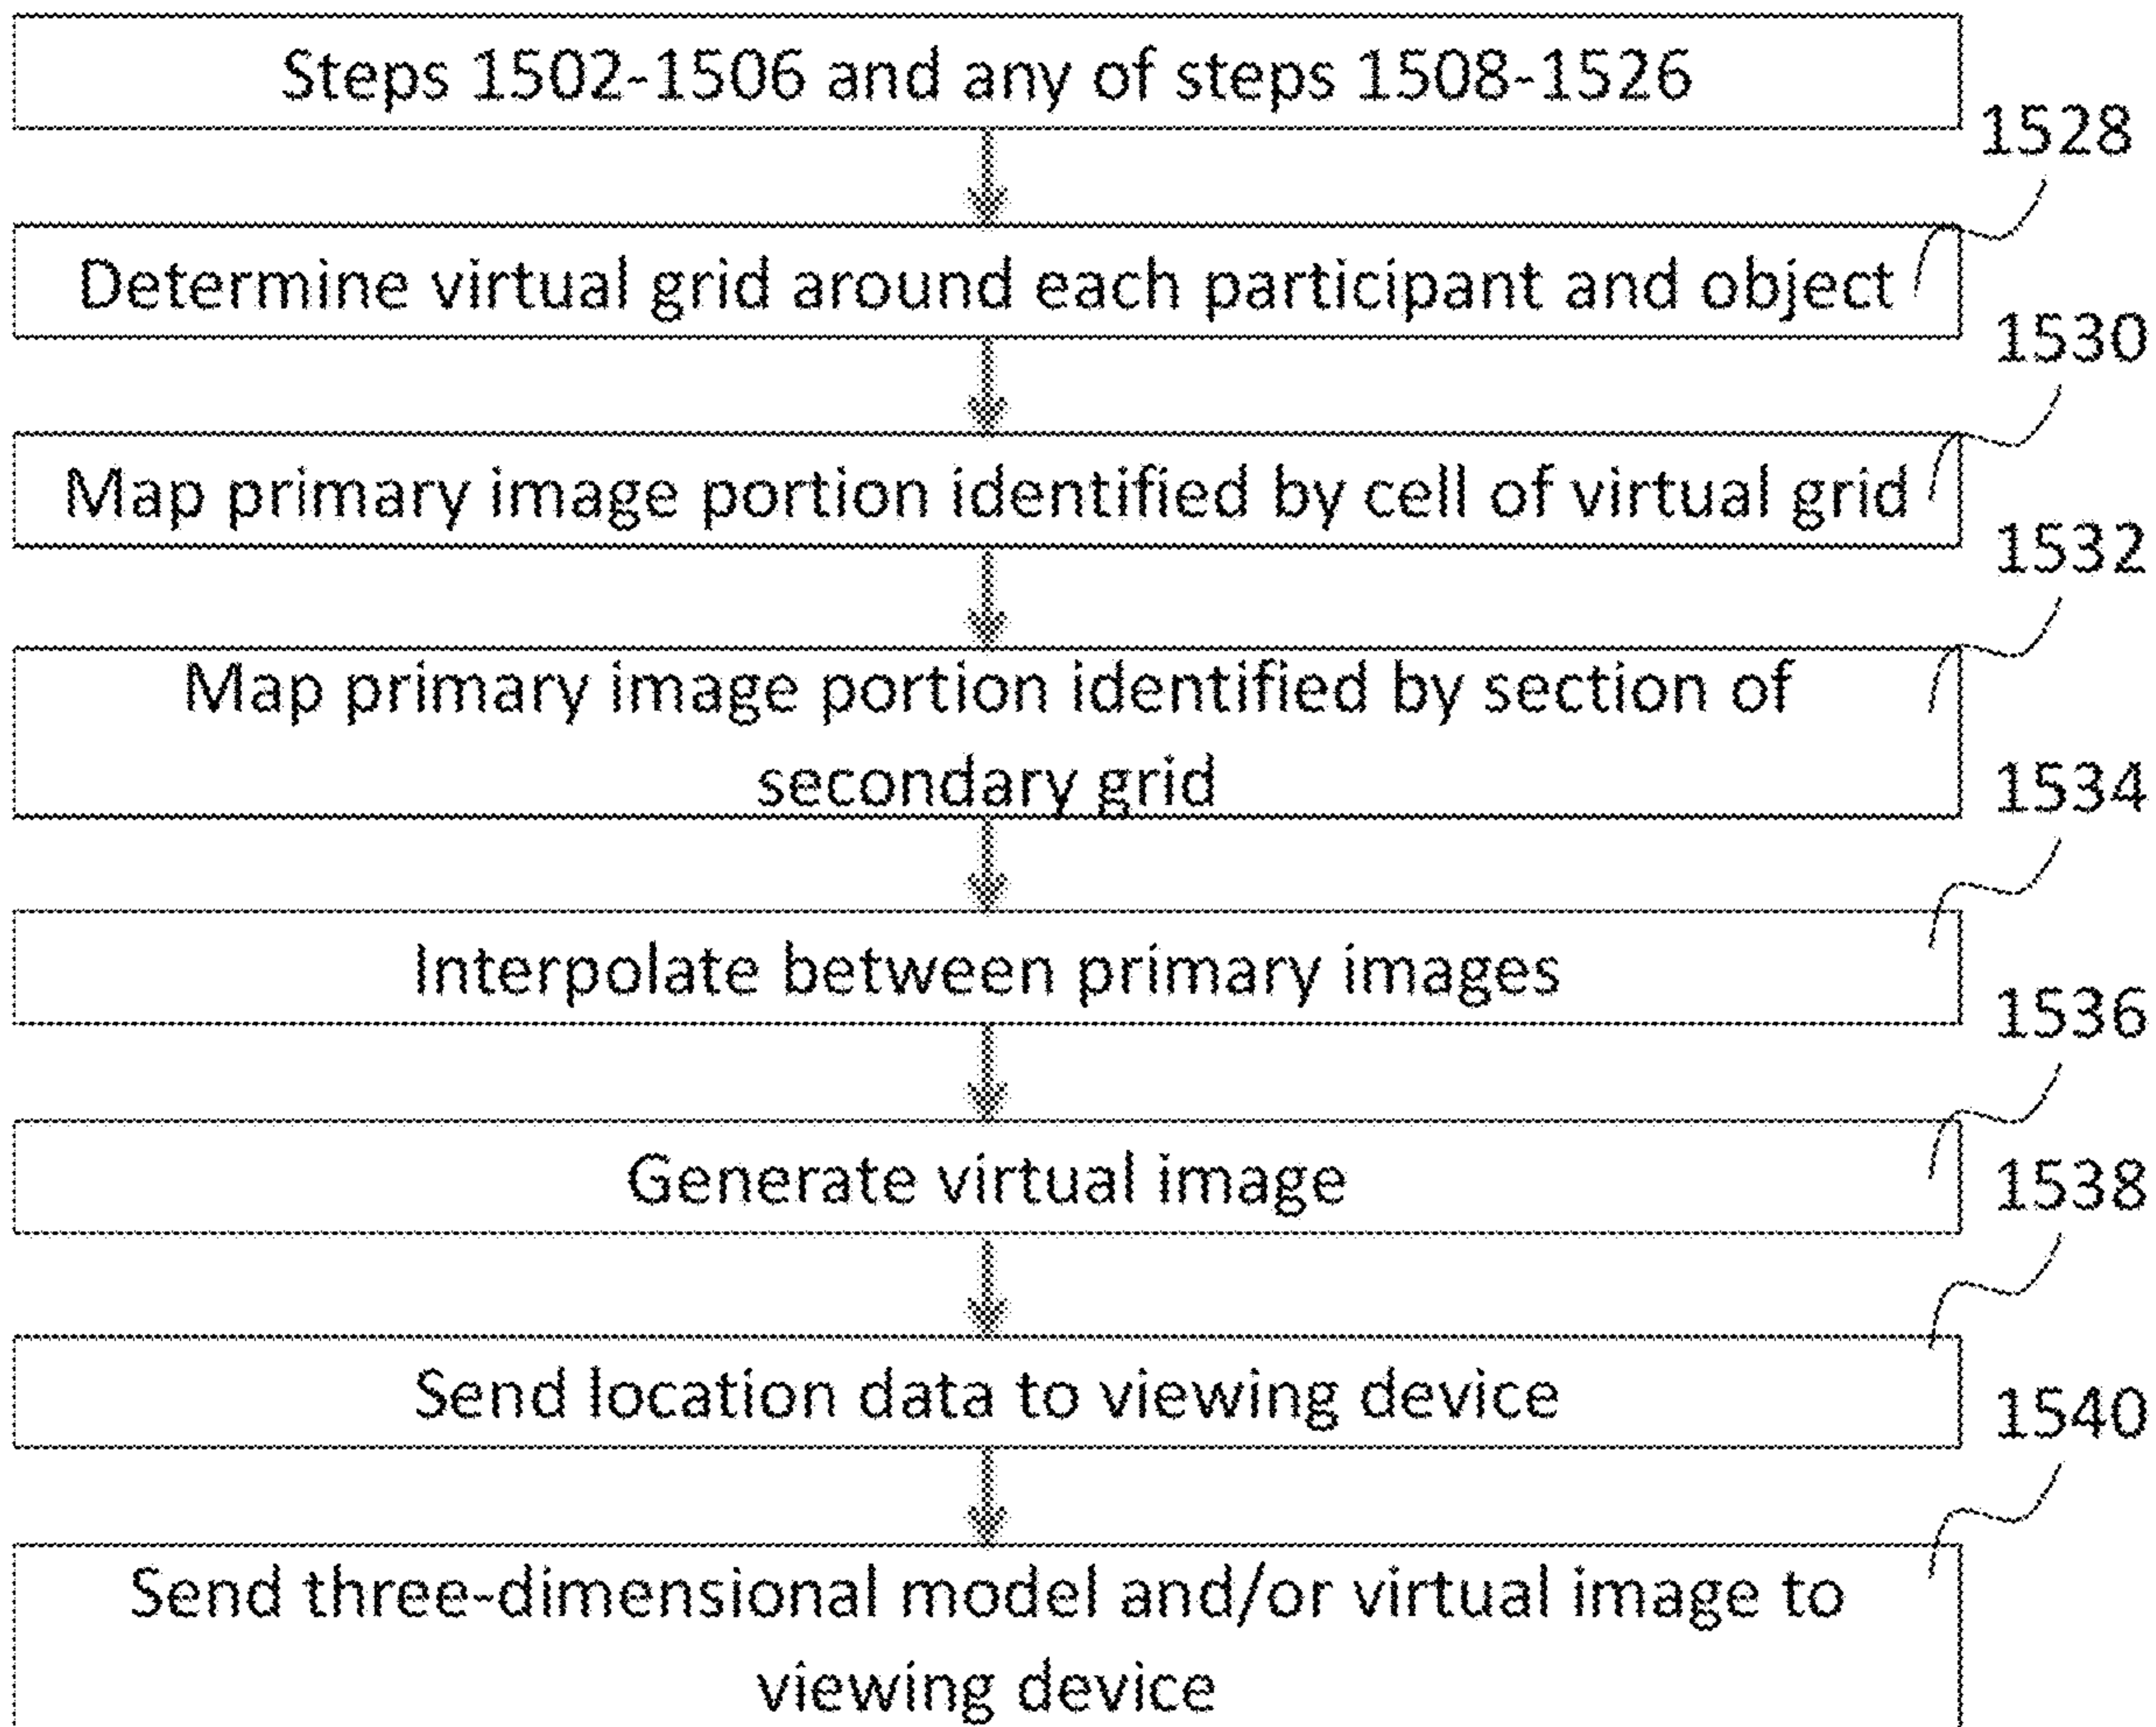 Steps 1502-1506 and any of steps 1508-1526
1528
Determine virtual grid around each participant and object
1530
Map primary image portion identified by cell of virtual grid
1532
Map primary image portion identified by section of
secondary grid
1534
Interpolate between primary images
1536
Generate virtual image
1538
Send location data to viewing device
1540
Send three-dimensional model and/or virtual image to
viewing device